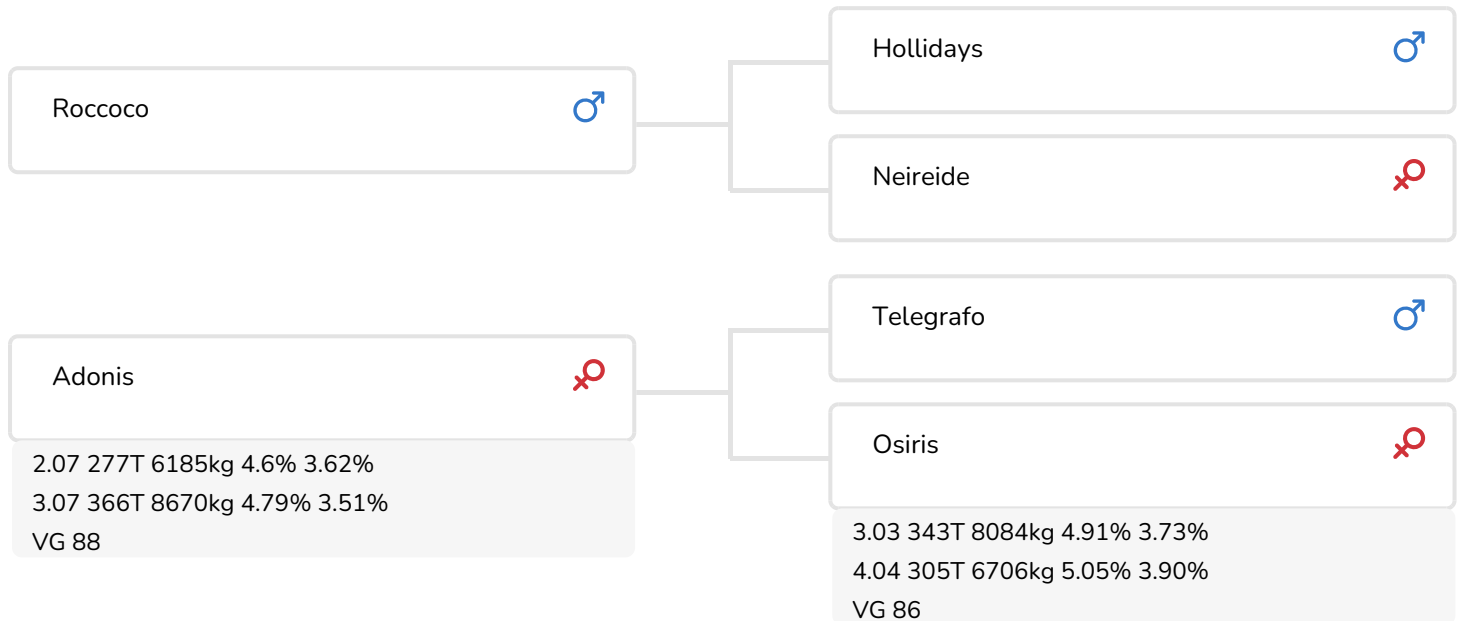 Roccoco
Hollidays
Neireide
Adonis
2.07 277T 6185kg 4.6% 3.62%
3.07 366T 8670kg 4.79% 3.51%
VG 88
Telegrafo
Osiris
3.03 343T 8084kg 4.91% 3.73%
4.04 305T 6706kg 5.05% 3.90%
VG 86